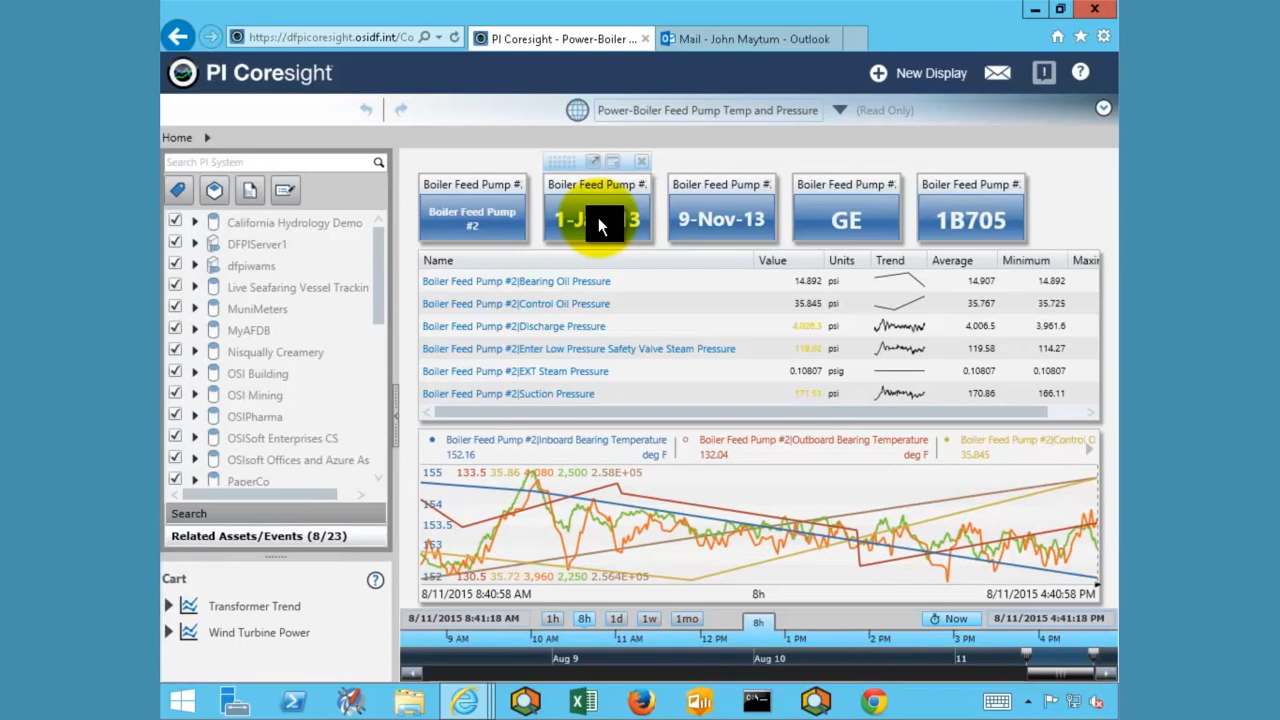 https://dfpicoresight.osidf.int/Co
PI Coresight - Power-Boiler ...
Mail - John Maytum - Outlook
PI Coresight
New Display
Power-Boiler Feed Pump Temp and Pressure
(Read Only)
Home
Search PI System
California Hydrology Demo
DFPIServer1
dfpiwams
Live Seafaring Vessel Trackin
MuniMeters
MyAFDB
Nisqually Creamery
OSI Building
OSI Mining
OSIPharma
OSISoft Enterprises CS
OSIsoft Offices and Azure As
PaperCo
Search
Related Assets/Events (8/23)
Cart
Transformer Trend
Wind Turbine Power
Boiler Feed Pump #. Boiler Feed Pump #. Boiler Feed Pump #. Boiler Feed Pump #. Boiler Feed Pump #.
Boiler Feed Pump
#2
9-Nov-13
GE
1B705
Name Value Units Trend Average Minimum Maxir
Boiler Feed Pump #2|Bearing Oil Pressure 14.892 psi 14.907 14.892
Boiler Feed Pump #2|Control Oil Pressure 35.845 psi 35.767 35.725
Boiler Feed Pump #2|Discharge Pressure psi 4,006.5 3,961.6
Boiler Feed Pump #2|Enter Low Pressure Safety Valve Steam Pressure psi 119.58 114.27
Boiler Feed Pump #2|EXT Steam Pressure 0.10807 psig 0.10807 0.10807
Boiler Feed Pump #2|Suction Pressure psi 170.86 166.11
Boiler Feed Pump #2|Inboard Bearing Temperature
152.16 deg F
Boiler Feed Pump #2|Outboard Bearing Temperature
132.04 deg F
Boiler Feed Pump #2|Control O
35.845
155 133.5 35.86 4,080 2,500 2.58E+05
154
153.5
153
152 130.5 35.72 3,960 2,250 2.564E+05
8/11/2015 8:40:58 AM 8h 8/11/2015 4:40:58 PM
8/11/2015 8:41:18 AM 1h 8h 1d 1w 1mo 8h Now 8/11/2015 4:41:18 PM
9 AM 10 AM 11 AM 12 PM 1 PM 2 PM 3 PM 4 PM
Aug 9 Aug 10 11